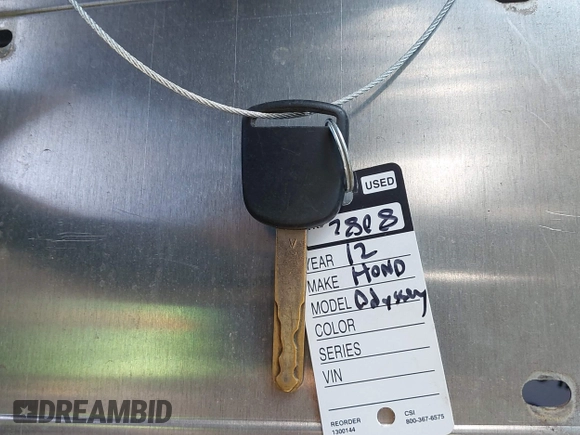 USED
7808
YEAR 12
MAKE HOND
MODEL Odyssey
COLOR
SERIES
VIN
REORDER
1300144
CSI
800-367-6575
V
DREAMBID